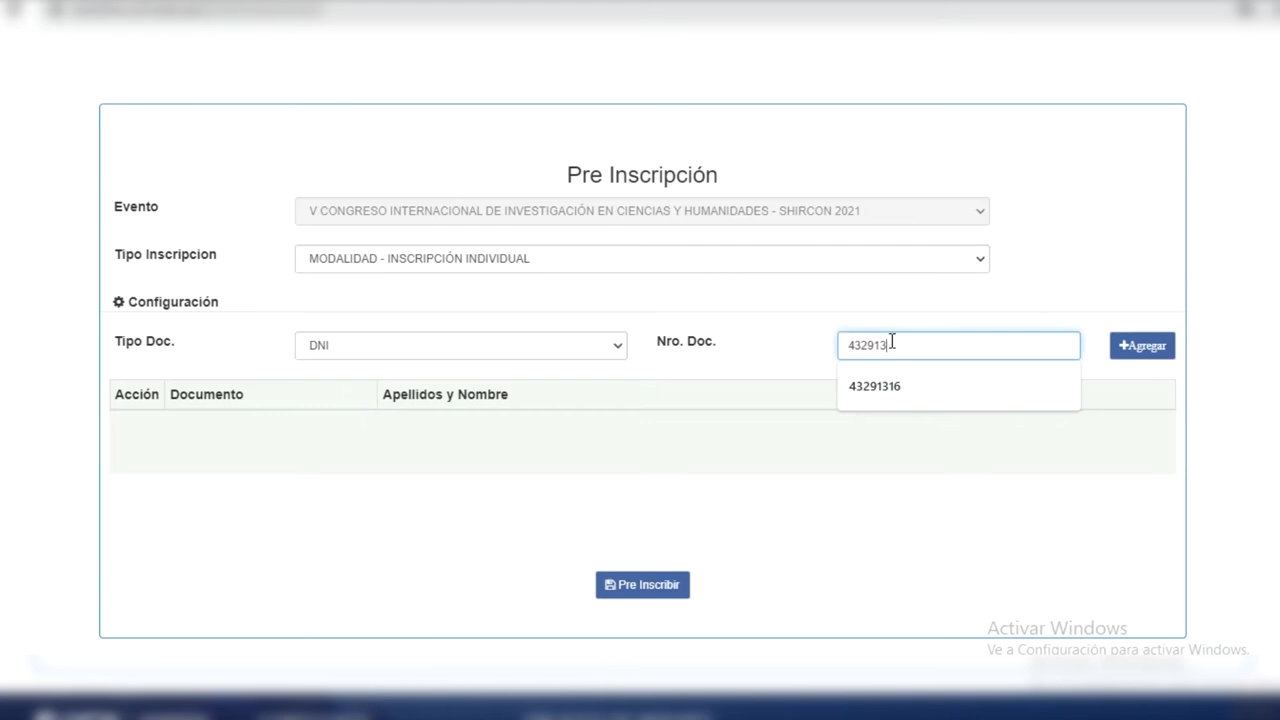 Pre Inscripción
Evento
V CONGRESO INTERNACIONAL DE INVESTIGACIÓN EN CIENCIAS Y HUMANIDADES - SHIRCON 2021
Tipo Inscripcion
MODALIDAD - INSCRIPCIÓN INDIVIDUAL
Configuración
Tipo Doc.
DNI
Nro. Doc.
432913
+Agregar
43291316
Acción Documento Apellidos y Nombre
Pre Inscribir
Activar Windows
Ve a Configuración para activar Windows.